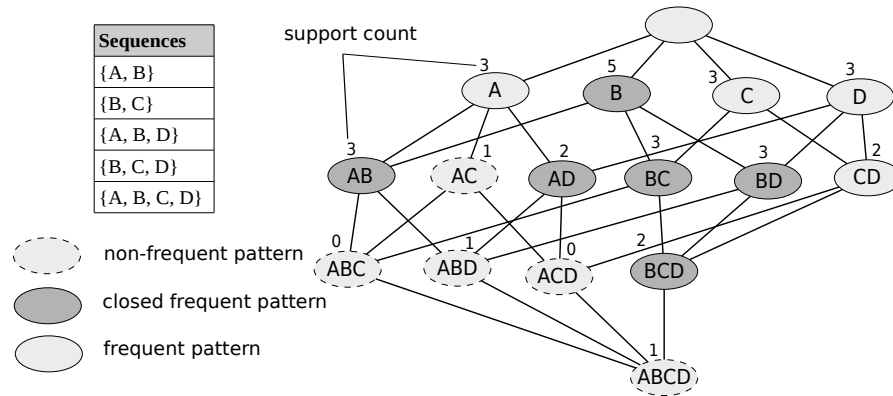 Sequences
{A, B}
{B, C}
{A, B, D}
{B, C, D}
{A, B, C, D}
support count
3
5
3
3
A
B
C
D
3
1
2
3
3
2
AB
AC
AD
BC
BD
CD
0
1
0
2
ABC
ABD
ACD
BCD
1
ABCD
non-frequent pattern
closed frequent pattern
frequent pattern